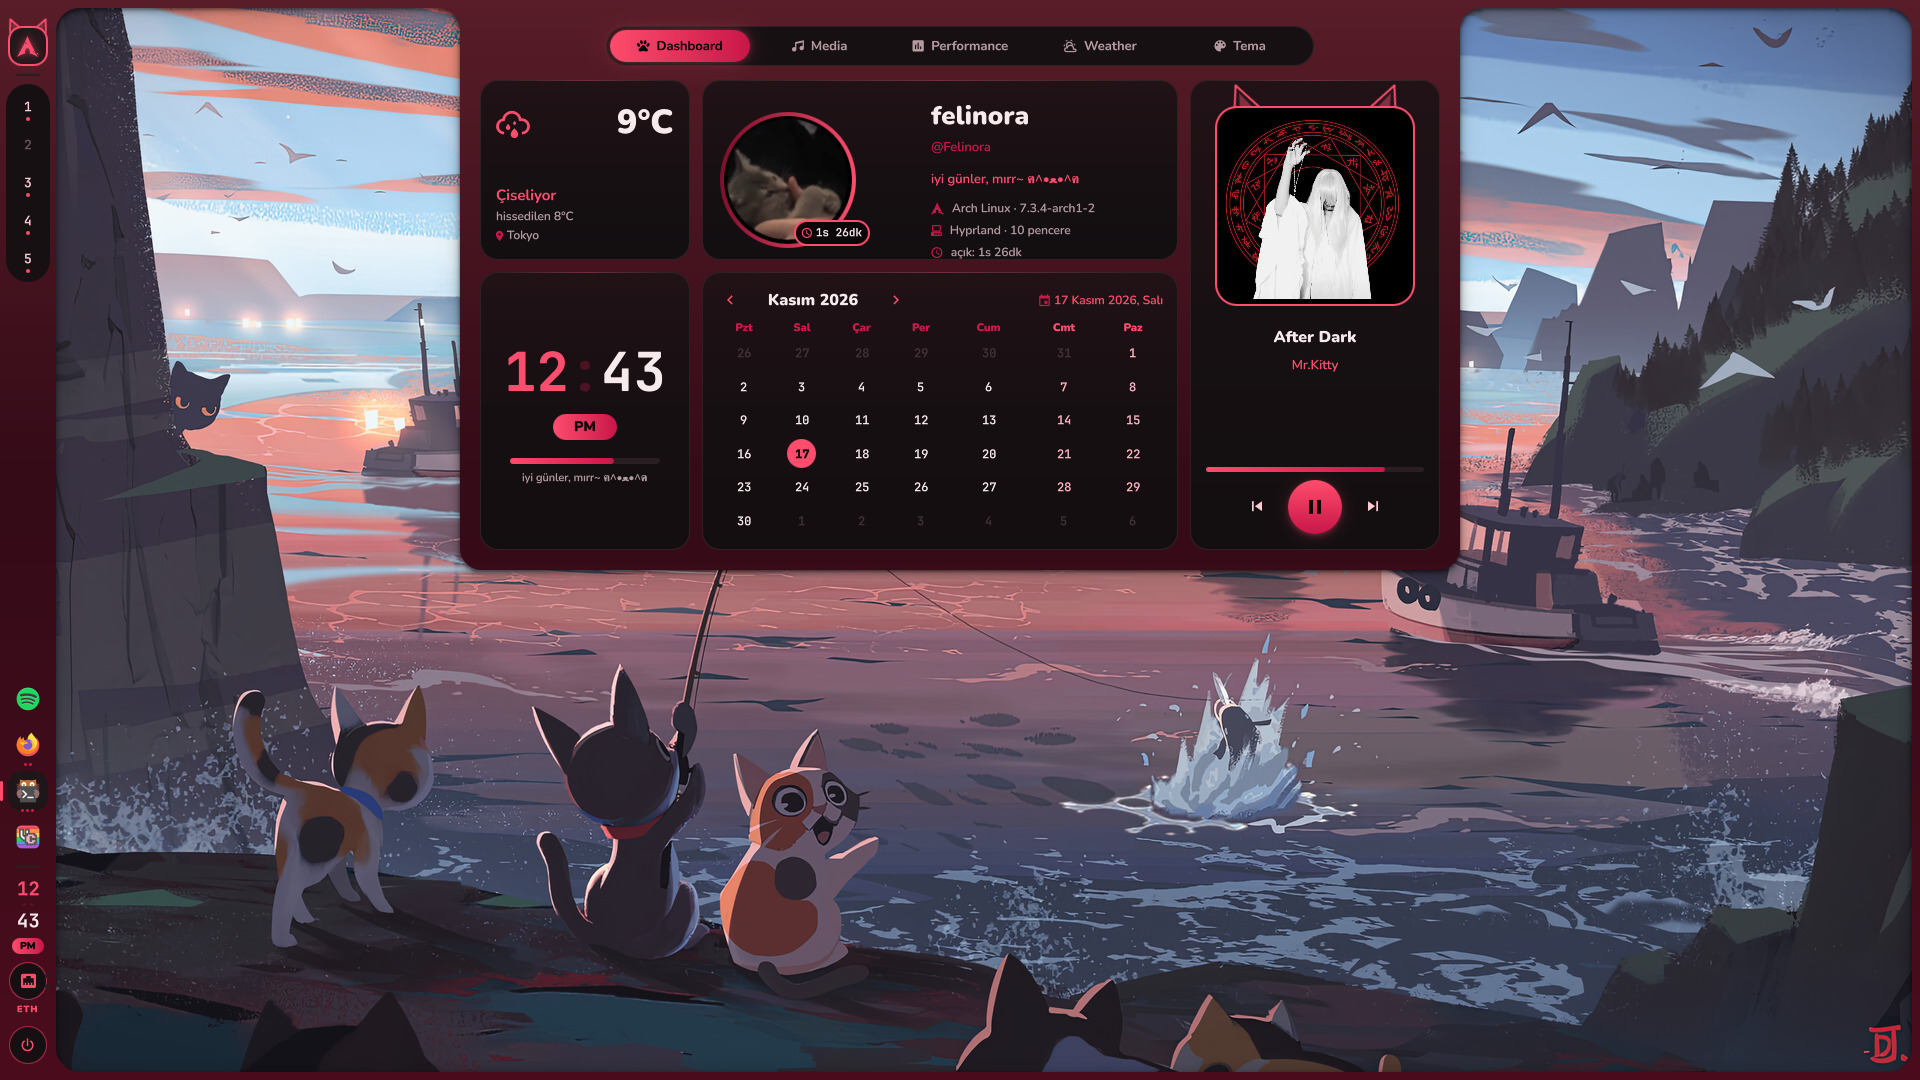 Dashboard
Media
Performance
Weather
Tema
1
2
3
4
5
9°C
Çiseliyor
hissedilen 8°C
Tokyo
felinora
@Felinora
iyi günler, mırr~ ฅ^•ﻌ•^ฅ
Arch Linux · 7.3.4-arch1-2
Hyprland · 10 pencere
açık: 1s 26dk
1s 26dk
12:43
PM
iyi günler, mırr~ ฅ^•ﻌ•^ฅ
Kasım 2026
17 Kasım 2026, Salı
Pzt Sal Çar Per Cum Cmt Paz
26 27 28 29 30 31 1
2 3 4 5 6 7 8
9 10 11 12 13 14 15
16 17 18 19 20 21 22
23 24 25 26 27 28 29
30 1 2 3 4 5 6
After Dark
Mr.Kitty
12
43
PM
ETH